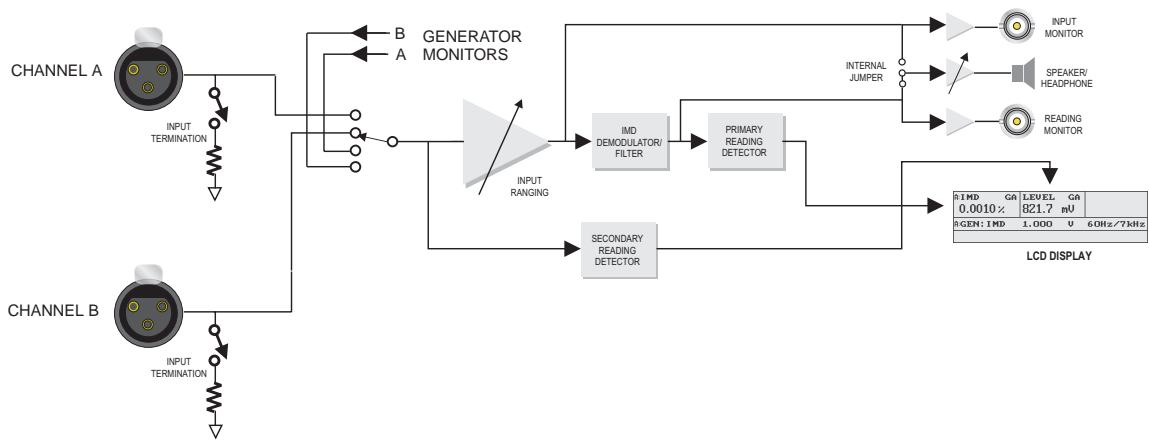 CHANNEL A
INPUT
TERMINATION
B
A
GENERATOR
MONITORS
INPUT
RANGING
IMD
DEMODULATOR/
FILTER
PRIMARY
READING
DETECTOR
SECONDARY
READING
DETECTOR
INTERNAL
JUMPER
INPUT
MONITOR
SPEAKER/
HEADPHONE
READING
MONITOR
A:IMD GA LEVEL GA
0.0010% 821.7 mV
AGEN:IMD 1.000 V 60Hz/7kHz
LCD DISPLAY
CHANNEL B
INPUT
TERMINATION